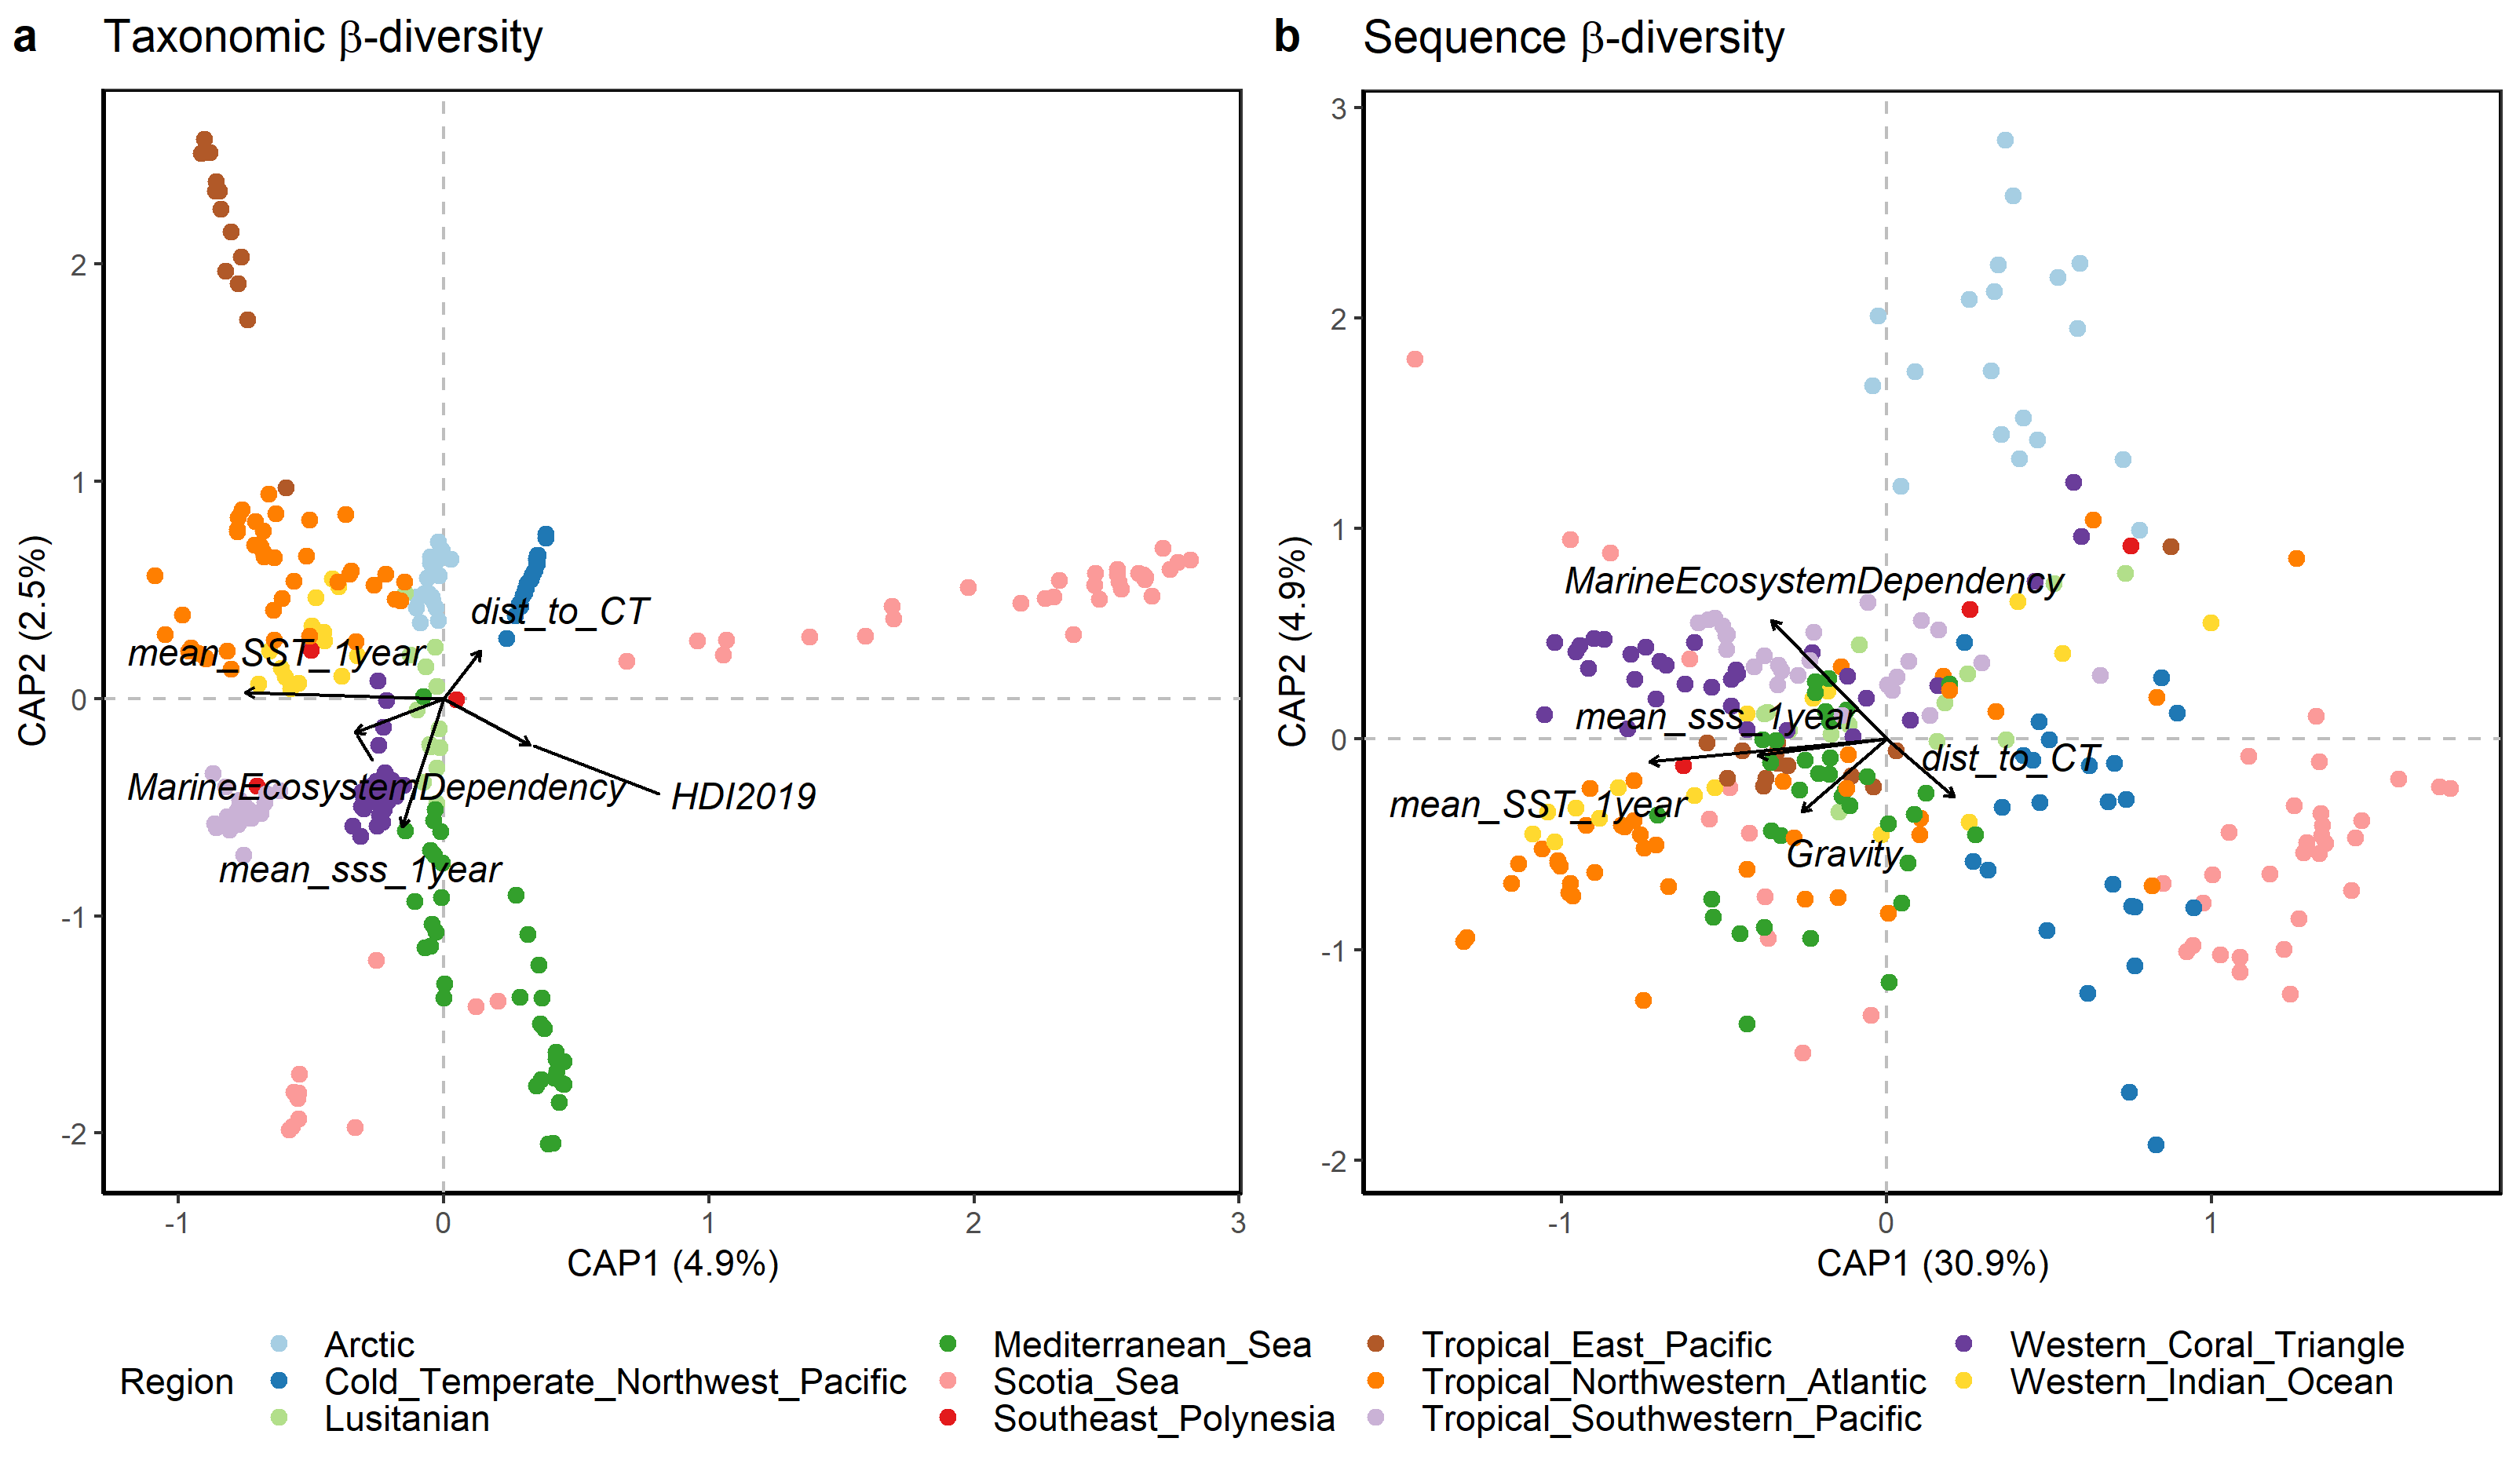 a Taxonomic β-diversity
b Sequence β-diversity
CAP2 (2.5%)
2
1
0
-1
-2
mean_SST_1year
dist_to_CT
MarineEcosystemDependency
HDI2019
mean_sss_1year
-1 0 1 2 3
CAP1 (4.9%)
CAP2 (4.9%)
3
2
1
0
-1
-2
MarineEcosystemDependency
mean_sss_1year
dist_to_CT
mean_SST_1year
Gravity
-1 0 1
CAP1 (30.9%)
Region
Arctic
Cold_Temperate_Northwest_Pacific
Lusitanian
Mediterranean_Sea
Scotia_Sea
Southeast_Polynesia
Tropical_East_Pacific
Tropical_Northwestern_Atlantic
Tropical_Southwestern_Pacific
Western_Coral_Triangle
Western_Indian_Ocean